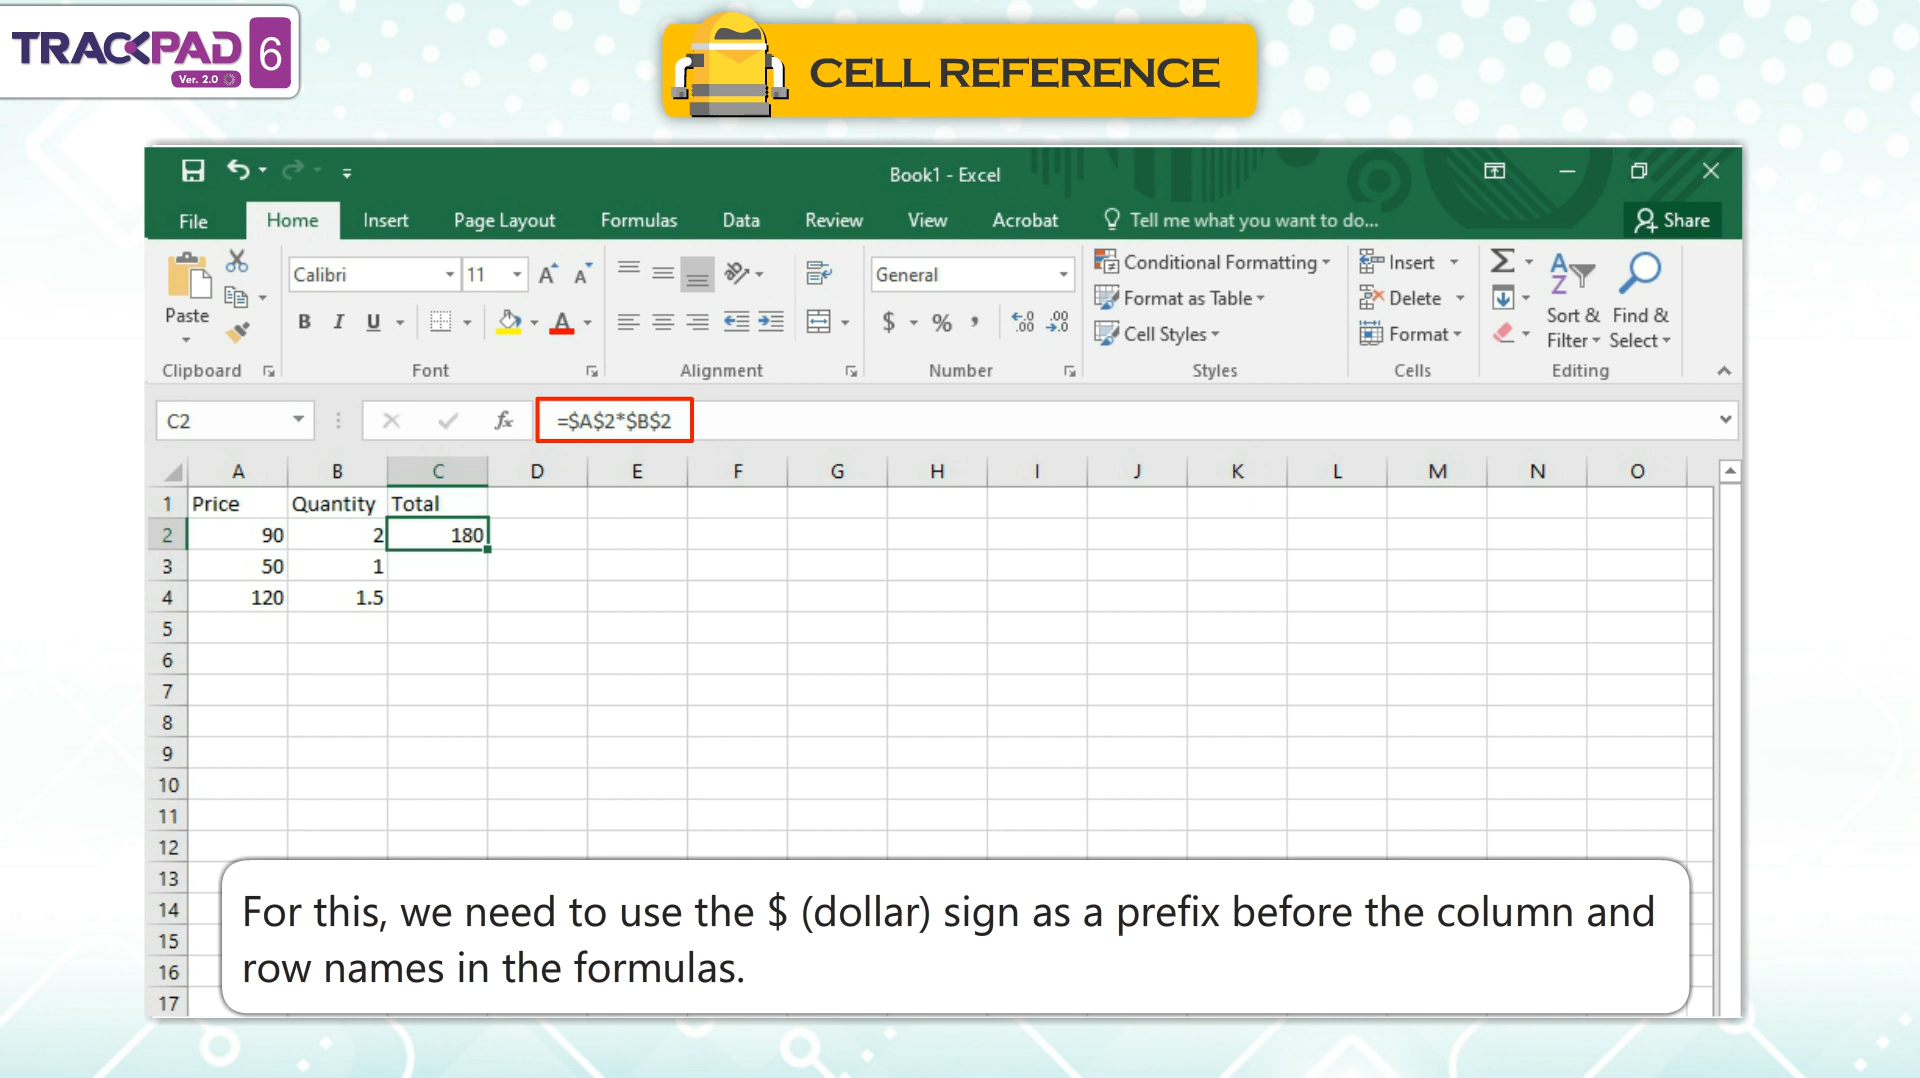 TRACKPAD 6
Ver. 2.0
CELL REFERENCE
Book1 - Excel
File Home Insert Page Layout Formulas Data Review View Acrobat Tell me what you want to do... Share
Paste
Clipboard
Calibri 11
B I U
Font
Alignment
General
$ % ,
Number
Conditional Formatting
Format as Table
Cell Styles
Styles
Insert
Delete
Format
Cells
Sort & Filter
Find & Select
Editing
C2 fx =$A$2*$B$2
A B C D E F G H I J K L M N O
1 Price Quantity Total
2 90 2 180
3 50 1
4 120 1.5
5
6
7
8
9
10
11
12
13
14
15
16
17
For this, we need to use the $ (dollar) sign as a prefix before the column and
row names in the formulas.